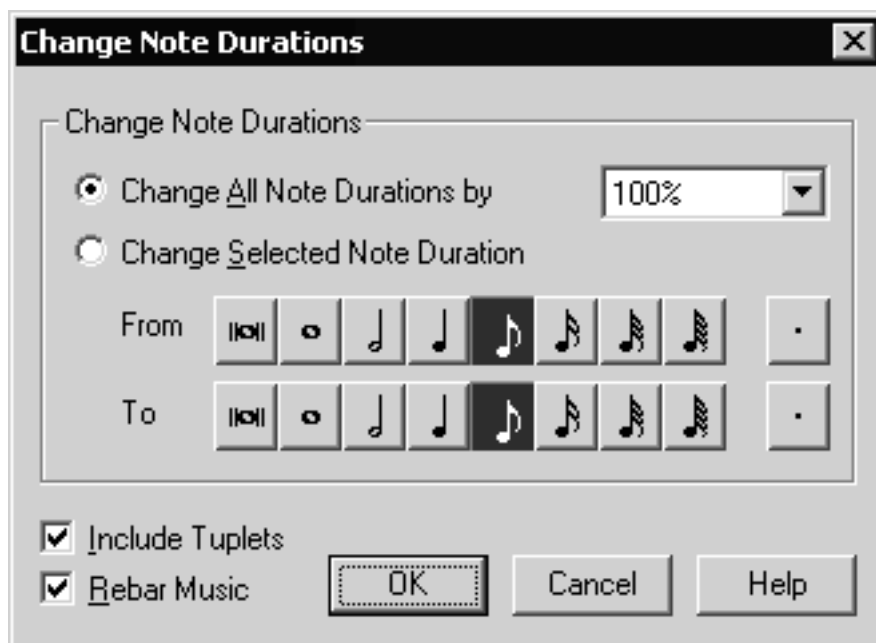 Change Note Durations
Change Note Durations
Change All Note Durations by 100%
Change Selected Note Duration
From
To
Include Tuplets
Rebar Music
OK Cancel Help